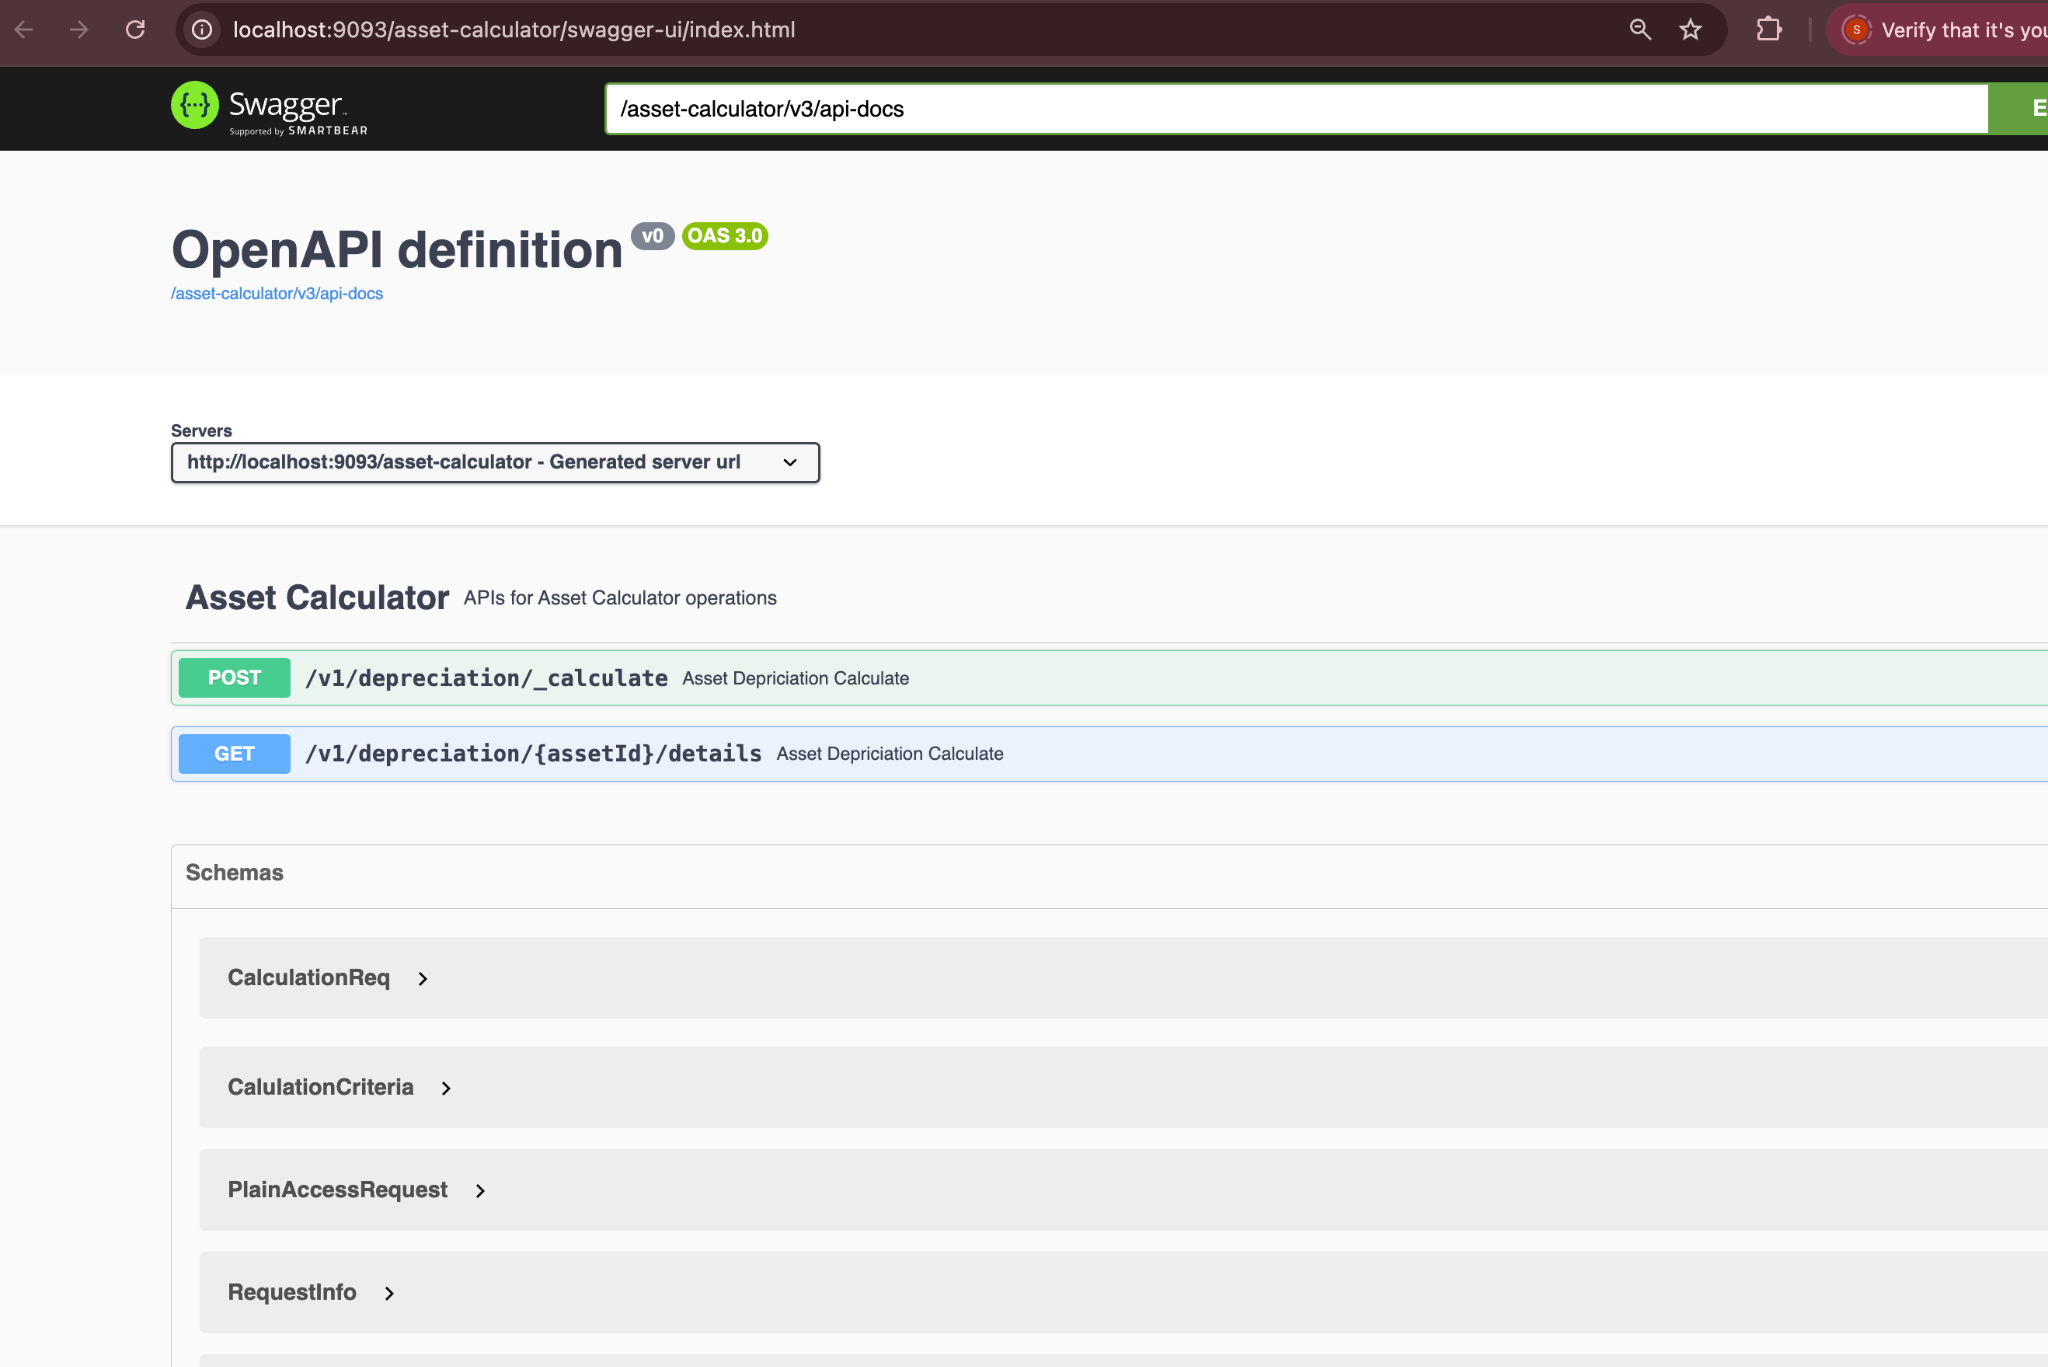 localhost:9093/asset-calculator/swagger-ui/index.html
S Verify that it's you
{···} Swagger
Supported by SMARTBEAR
/asset-calculator/v3/api-docs
E
OpenAPI definition v0 OAS 3.0
/asset-calculator/v3/api-docs
Servers
http://localhost:9093/asset-calculator - Generated server url
Asset Calculator APIs for Asset Calculator operations
POST /v1/depreciation/_calculate Asset Depriciation Calculate
GET /v1/depreciation/{assetId}/details Asset Depriciation Calculate
Schemas
CalculationReq
CalulationCriteria
PlainAccessRequest
RequestInfo